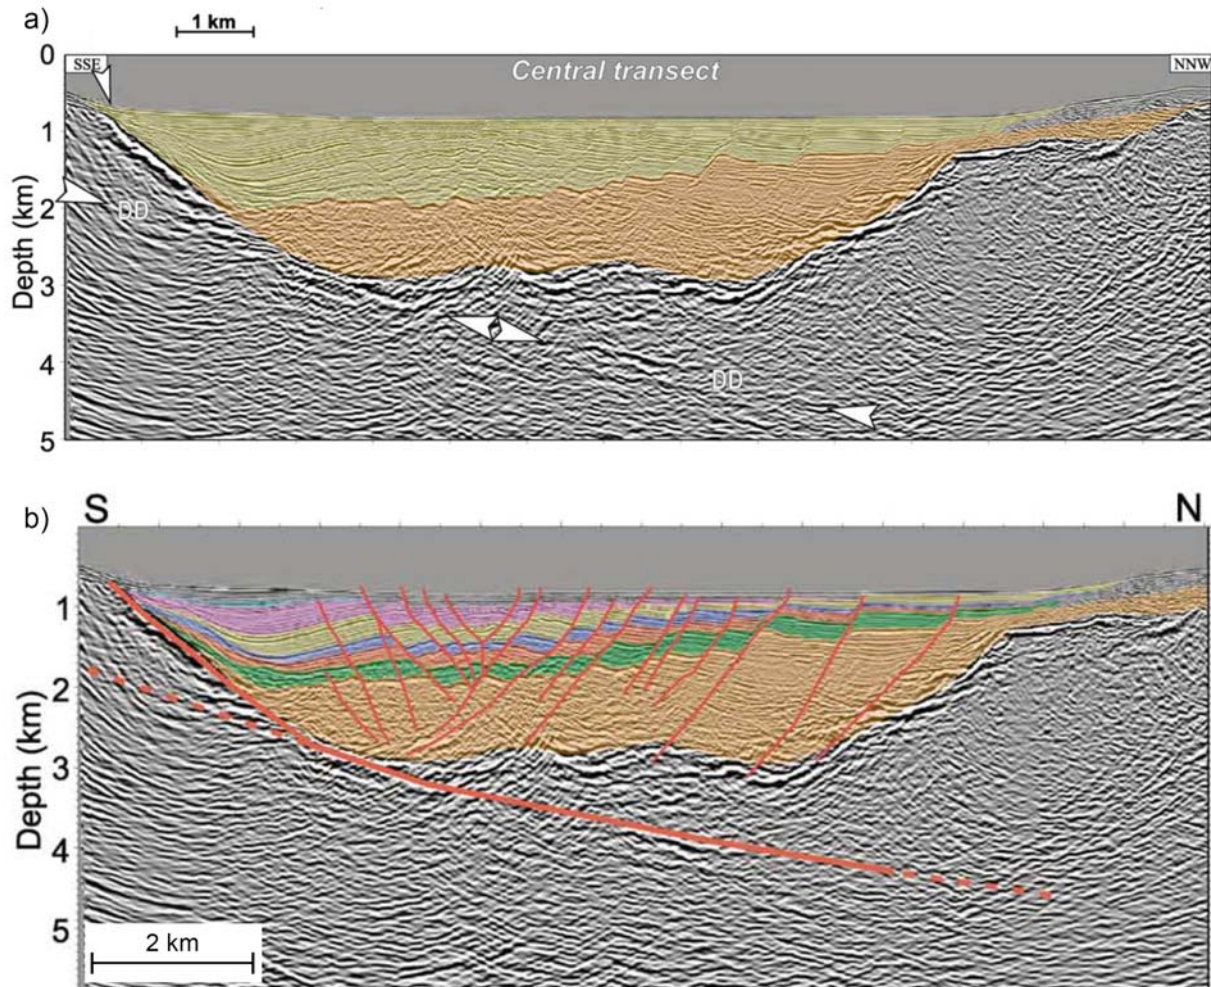 a)
1 km
0
SSE
Central transect
NNW
1
2
DD
3
4
DD
5
Depth (km)
b)
S
N
1
2
3
4
5
Depth (km)
2 km